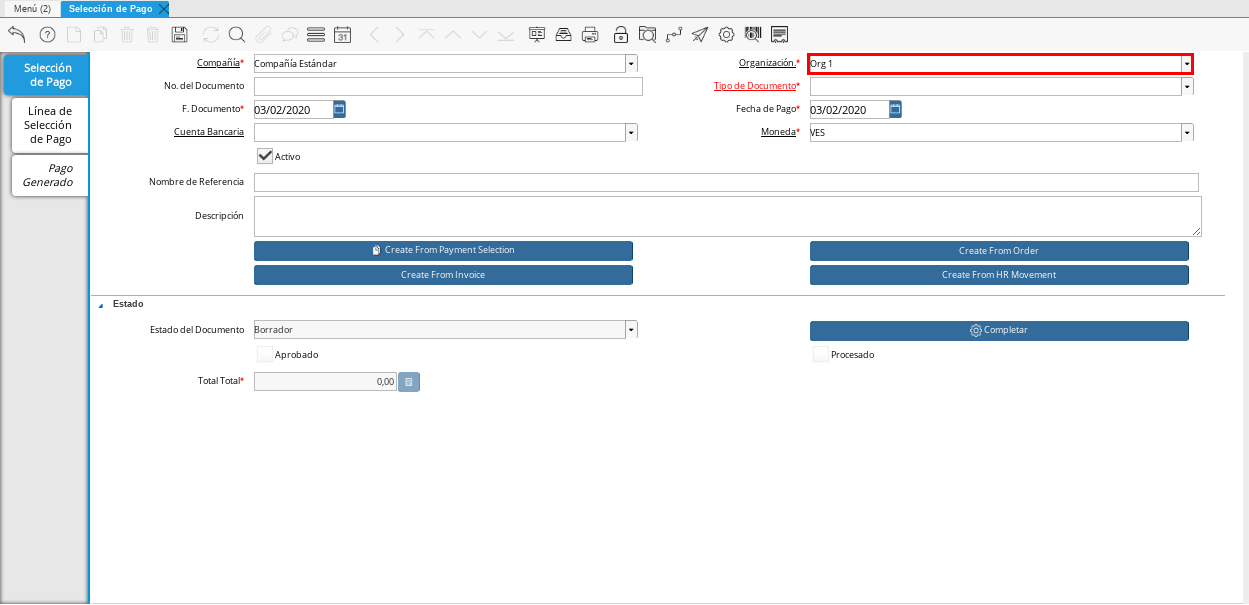 Menú (2)
Selección de Pago
31
Selección
de Pago
Línea de
Selección
de Pago
Pago
Generado
Compañía* Compañía Estándar Organización.* Org 1
No. del Documento Tipo de Documento*
F. Documento* 03/02/2020 Fecha de Pago* 03/02/2020
Cuenta Bancaria Moneda* VES
Activo
Nombre de Referencia
Descripción
Create From Payment Selection Create From Order
Create From Invoice Create From HR Movement
Estado
Estado del Documento Borrador Completar
Aprobado Procesado
Total Total* 0,00